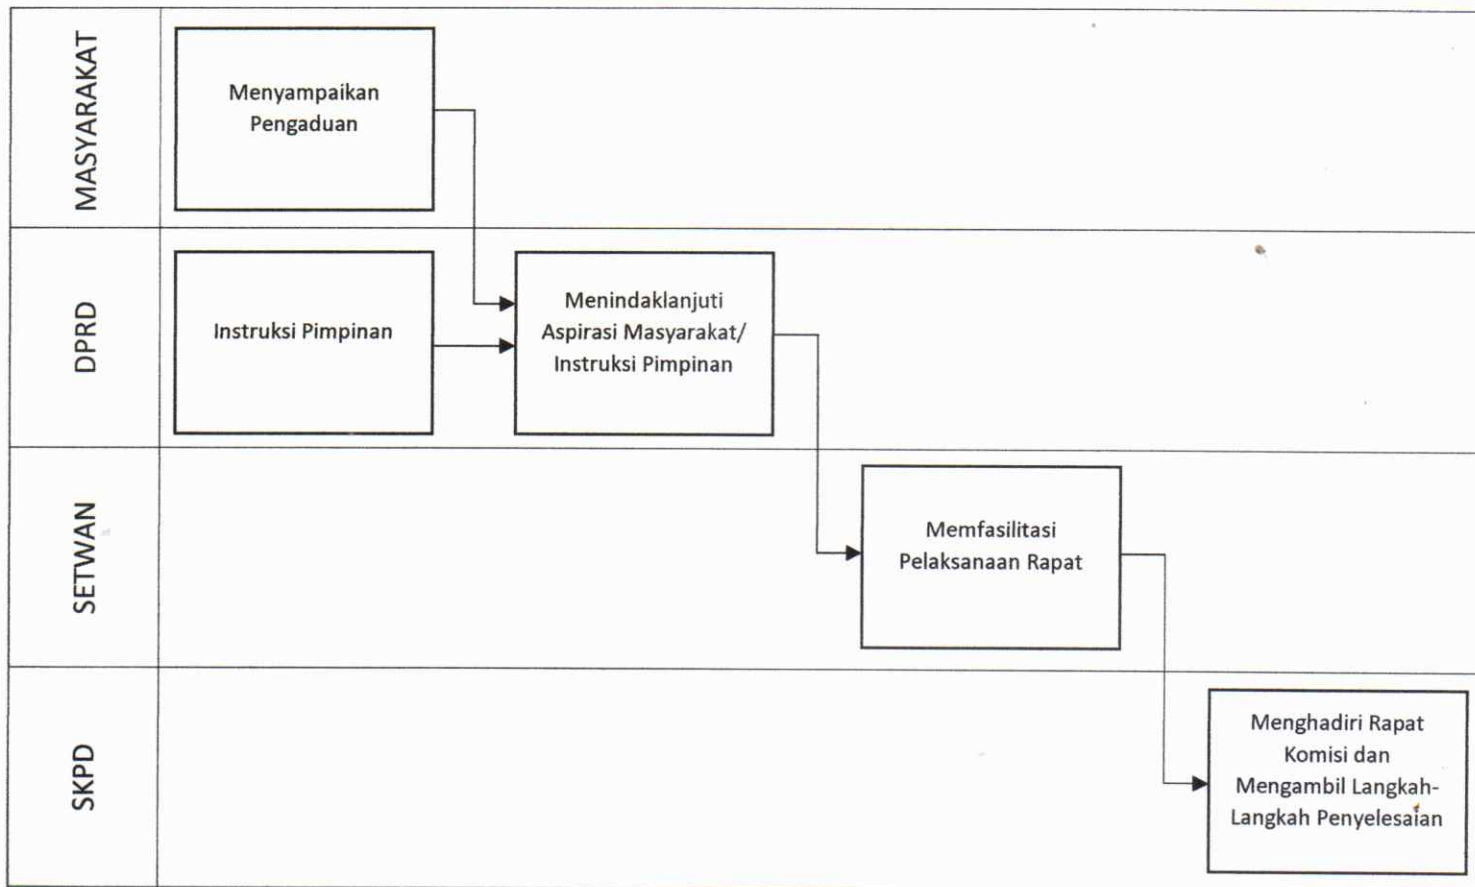 MASYARAKAT
Menyampaikan
Pengaduan
DPRD
Instruksi Pimpinan
Menindaklanjuti
Aspirasi Masyarakat/
Instruksi Pimpinan
SETWAN
Memfasilitasi
Pelaksanaan Rapat
SKPD
Menghadiri Rapat
Komisi dan
Mengambil Langkah-
Langkah Penyelesaian